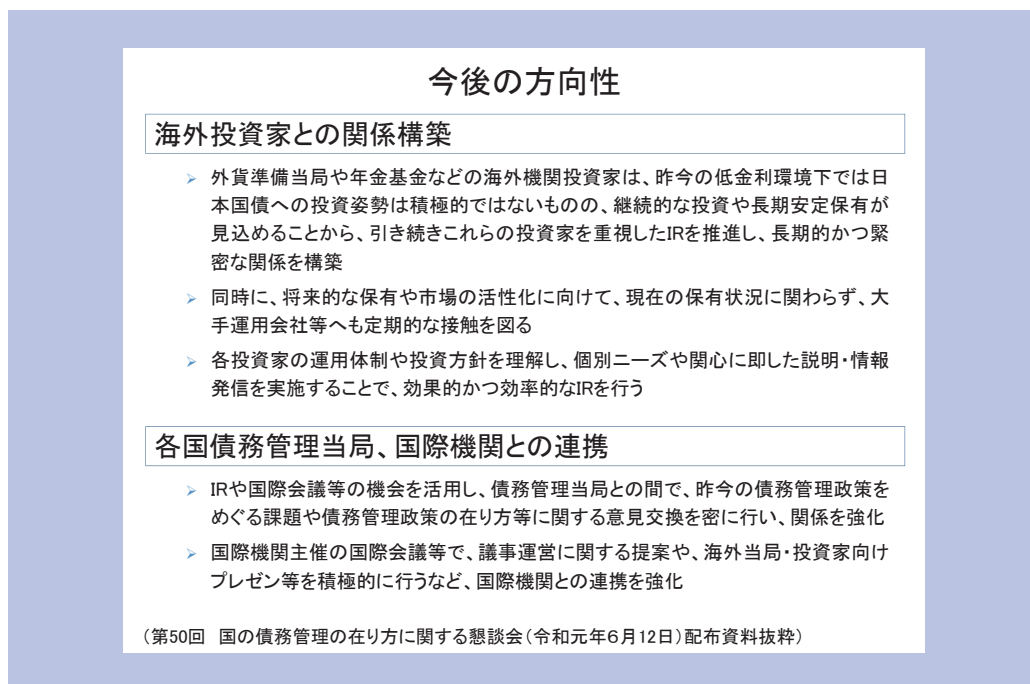 今後の方向性
海外投資家との関係構築
➢ 外貨準備当局や年金基金などの海外機関投資家は、昨今の低金利環境下では日
本国債への投資姿勢は積極的ではないものの、継続的な投資や長期安定保有が
見込めることから、引き続きこれらの投資家を重視したIRを推進し、長期的かつ緊
密な関係を構築
➢ 同時に、将来的な保有や市場の活性化に向けて、現在の保有状況に関わらず、大
手運用会社等へも定期的な接触を図る
➢ 各投資家の運用体制や投資方針を理解し、個別ニーズや関心に即した説明・情報
発信を実施することで、効果的かつ効率的なIRを行う
各国債務管理当局、国際機関との連携
➢ IRや国際会議等の機会を活用し、債務管理当局との間で、昨今の債務管理政策を
めぐる課題や債務管理政策の在り方等に関する意見交換を密に行い、関係を強化
➢ 国際機関主催の国際会議等で、議事運営に関する提案や、海外当局・投資家向け
プレゼン等を積極的に行うなど、国際機関との連携を強化
（第50回　国の債務管理の在り方に関する懇談会（令和元年６月12日）配布資料抜粋）